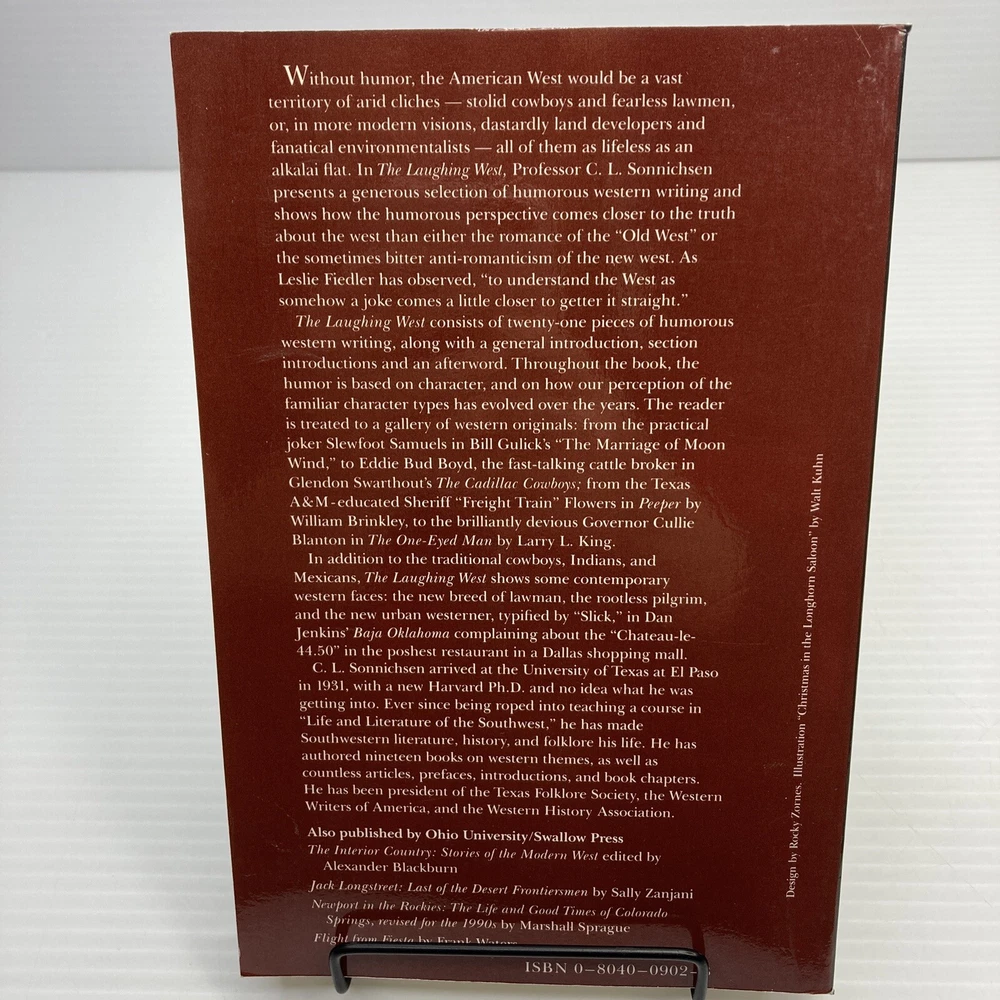 Without humor, the American West would be a vast
territory of arid cliches — stolid cowboys and fearless lawmen,
or, in more modern visions, dastardly land developers and
fanatical environmentalists — all of them as lifeless as an
alkalai flat. In The Laughing West, Professor C. L. Sonnichsen
presents a generous selection of humorous western writing and
shows how the humorous perspective comes closer to the truth
about the west than either the romance of the “Old West” or
the sometimes bitter anti-romanticism of the new west. As
Leslie Fiedler has observed, “to understand the West as
somehow a joke comes a little closer to getter it straight.”
The Laughing West consists of twenty-one pieces of humorous
western writing, along with a general introduction, section
introductions and an afterword. Throughout the book, the
humor is based on character, and on how our perception of the
familiar character types has evolved over the years. The reader
is treated to a gallery of western originals: from the practical
joker Slewfoot Samuels in Bill Gulick’s “The Marriage of Moon
Wind,” to Eddie Bud Boyd, the fast-talking cattle broker in
Glendon Swarthout’s The Cadillac Cowboys; from the Texas
A&M-educated Sheriff “Freight Train” Flowers in Peeper by
William Brinkley, to the brilliantly devious Governor Cullie
Blanton in The One-Eyed Man by Larry L. King.
In addition to the traditional cowboys, Indians, and
Mexicans, The Laughing West shows some contemporary
western faces: the new breed of lawman, the rootless pilgrim,
and the new urban westerner, typified by “Slick,” in Dan
Jenkins’ Baja Oklahoma complaining about the “Chateau-le-
44.50” in the poshest restaurant in a Dallas shopping mall.
C. L. Sonnichsen arrived at the University of Texas at El Paso
in 1931, with a new Harvard Ph.D. and no idea what he was
getting into. Ever since being roped into teaching a course in
“Life and Literature of the Southwest,” he has made
Southwestern literature, history, and folklore his life. He has
authored nineteen books on western themes, as well as
countless articles, prefaces, introductions, and book chapters.
He has been president of the Texas Folklore Society, the Western
Writers of America, and the Western History Association.
Also published by Ohio University/Swallow Press
The Interior Country: Stories of the Modern West edited by
Alexander Blackburn
Jack Longstreet: Last of the Desert Frontiersmen by Sally Zanjani
Newport in the Rockies: The Life and Good Times of Colorado
Springs, revised for the 1990s by Marshall Sprague
Flight from Fiesta by Frank Waters
ISBN 0-8040-0902-
Design by Rocky Zornes. Illustration “Christmas in the Longhorn Saloon” by Walt Kuhn